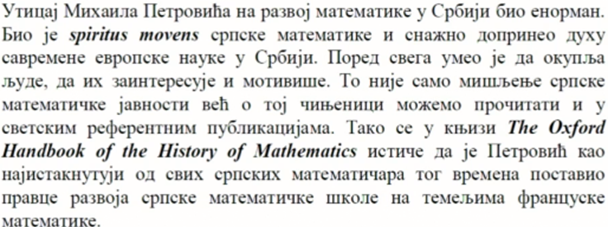 Утицај Михаила Петровића на развој математике у Србији био енорман.
Био је spiritus movens српске математике и снажно допринео духу
савремене европске науке у Србији. Поред свега умео је да окупља
људе, да их заинтересује и мотивише. То није само мишљење српске
математичке јавности већ о тој чињеници можемо прочитати и у
светским референтним публикацијама. Тако се у књизи The Oxford
Handbook of the History of Mathematics истиче да је Петровић као
најистакнутији од свих српских математичара тог времена поставио
правце развоја српске математичке школе на темељима француске
математике.